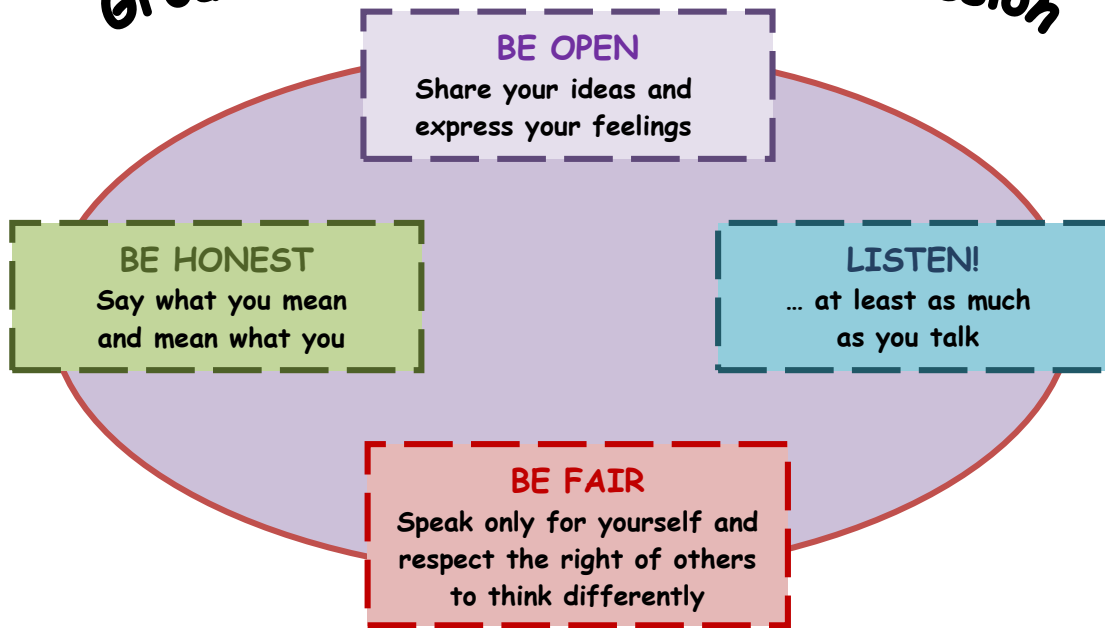 BE OPEN
Share your ideas and
express your feelings
BE HONEST
Say what you mean
and mean what you
LISTEN!
… at least as much
as you talk
BE FAIR
Speak only for yourself and
respect the right of others
to think differently